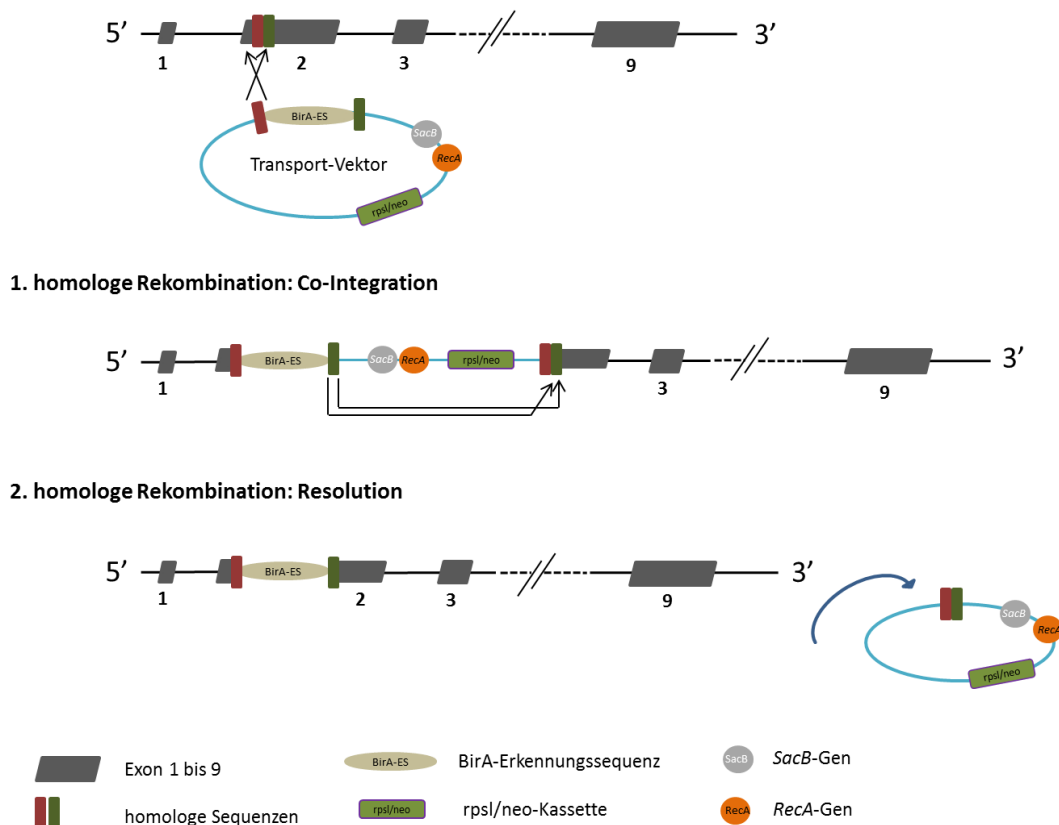 5’ 3’
1 2 3 9
BirA-ES
SacB
Transport-Vektor
RecA
rpsl/neo
1. homologe Rekombination: Co-Integration
5’ BirA-ES SacB RecA rpsl/neo 3’
1 3 9
2. homologe Rekombination: Resolution
5’ BirA-ES 3’
1 2 3 9
SacB
RecA
rpsl/neo
Exon 1 bis 9
BirA-ES BirA-Erkennungssequenz
SacB SacB-Gen
homologe Sequenzen
rpsl/neo rpsl/neo-Kassette
RecA RecA-Gen